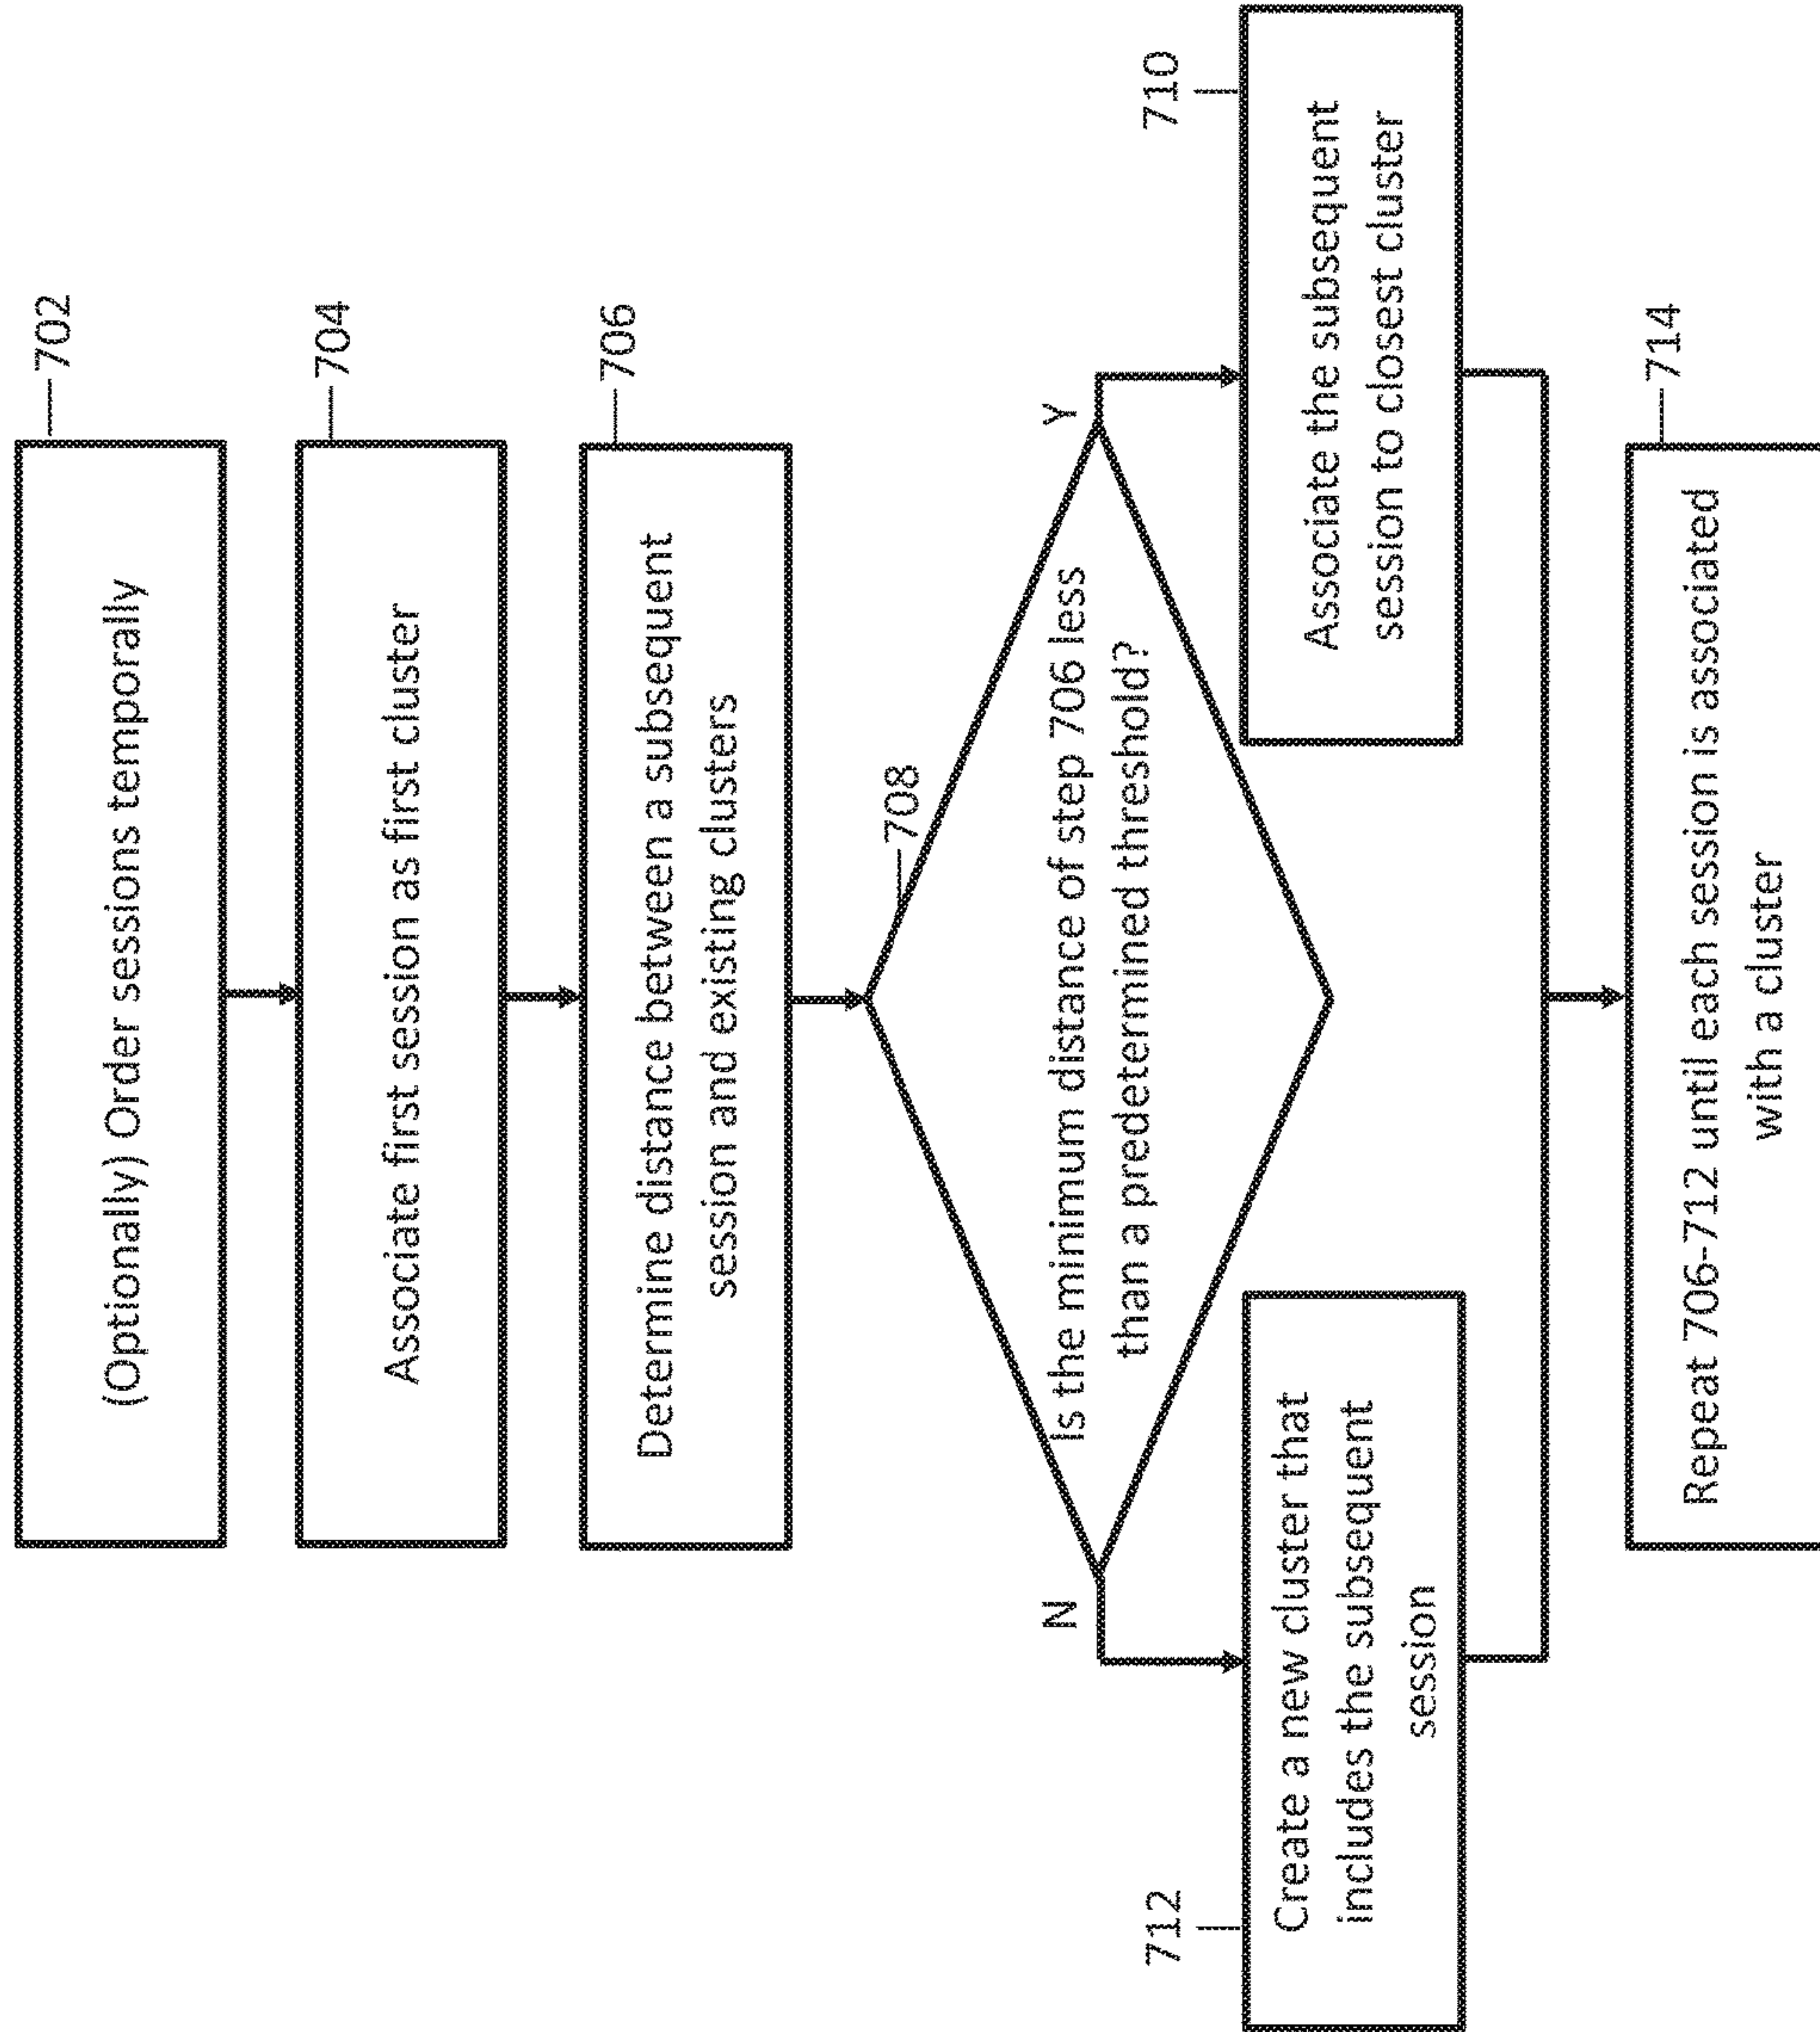 702
(Optionally) Order sessions temporally
704
Associate first session as first cluster
706
Determine distance between a subsequent
session and existing clusters
708
Is the minimum distance of step 706 less
than a predetermined threshold?
N
Y
712
Create a new cluster that
includes the subsequent
session
710
Associate the subsequent
session to closest cluster
714
Repeat 706-712 until each session is associated
with a cluster